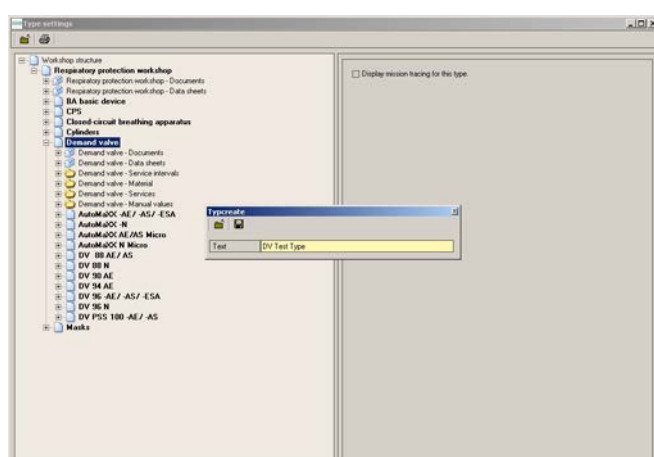 Type settings
Workshop structure
Respiratory protection workshop
Respiratory protection workshop - Documents
Respiratory protection workshop - Data sheets
BA basic device
CPS
Closed-circuit breathing apparatus
Cylinders
Demand valve
Demand valve - Documents
Demand valve - Data sheets
Demand valve - Service intervals
Demand valve - Material
Demand valve - Services
Demand valve - Manual values
AutoMaXX -AE/ -AS/ -ESA
AutoMaXX -N
AutoMaXX AE/AS Micro
AutoMaXX N Micro
DV 88 AE/ AS
DV 88 N
DV 90 AE
DV 94 AE
DV 96 -AE/ -AS/ -ESA
DV 96 N
DV PSS 100 -AE/ -AS
Masks
Display mission tracing for this type
Typcreate
Text DV Test Type